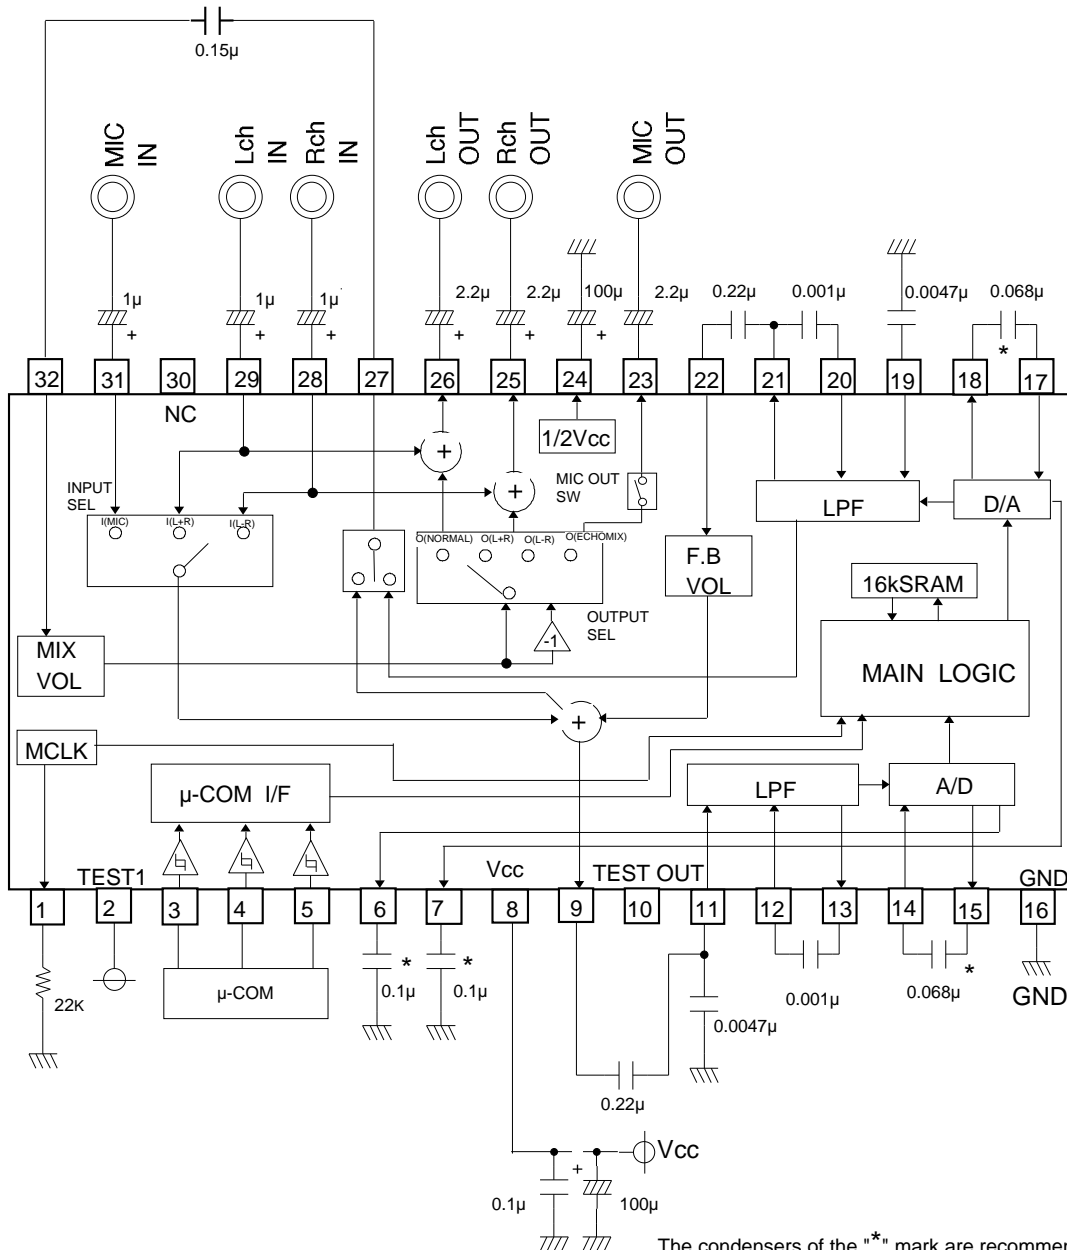 0.15µ
MIC IN
Lch IN
Rch IN
Lch OUT
Rch OUT
MIC OUT
1µ
+
1µ
+
1µ
+
2.2µ
+
2.2µ
100µ
+
2.2µ
0.22µ
0.001µ
0.0047µ
0.068µ
*
32
31
30
29
28
27
26
25
24
23
22
21
20
19
18
17
NC
1/2Vcc
+
+
INPUT SEL
I(MIC)
I(L+R)
I(L-R)
MIC OUT SW
O(NORMAL)
O(L+R)
O(L-R)
O(ECHOMIX)
OUTPUT SEL
-1
F.B VOL
LPF
D/A
16kSRAM
MAIN LOGIC
MIX VOL
+
MCLK
µ-COM I/F
LPF
A/D
TEST1
Vcc
TEST OUT
GND
1
2
3
4
5
6
7
8
9
10
11
12
13
14
15
16
22K
µ-COM
*
0.1µ
*
0.1µ
0.001µ
0.068µ
*
GND
0.0047µ
0.22µ
Vcc
0.1µ
+
100µ
The condensers of the "*" mark are recommen